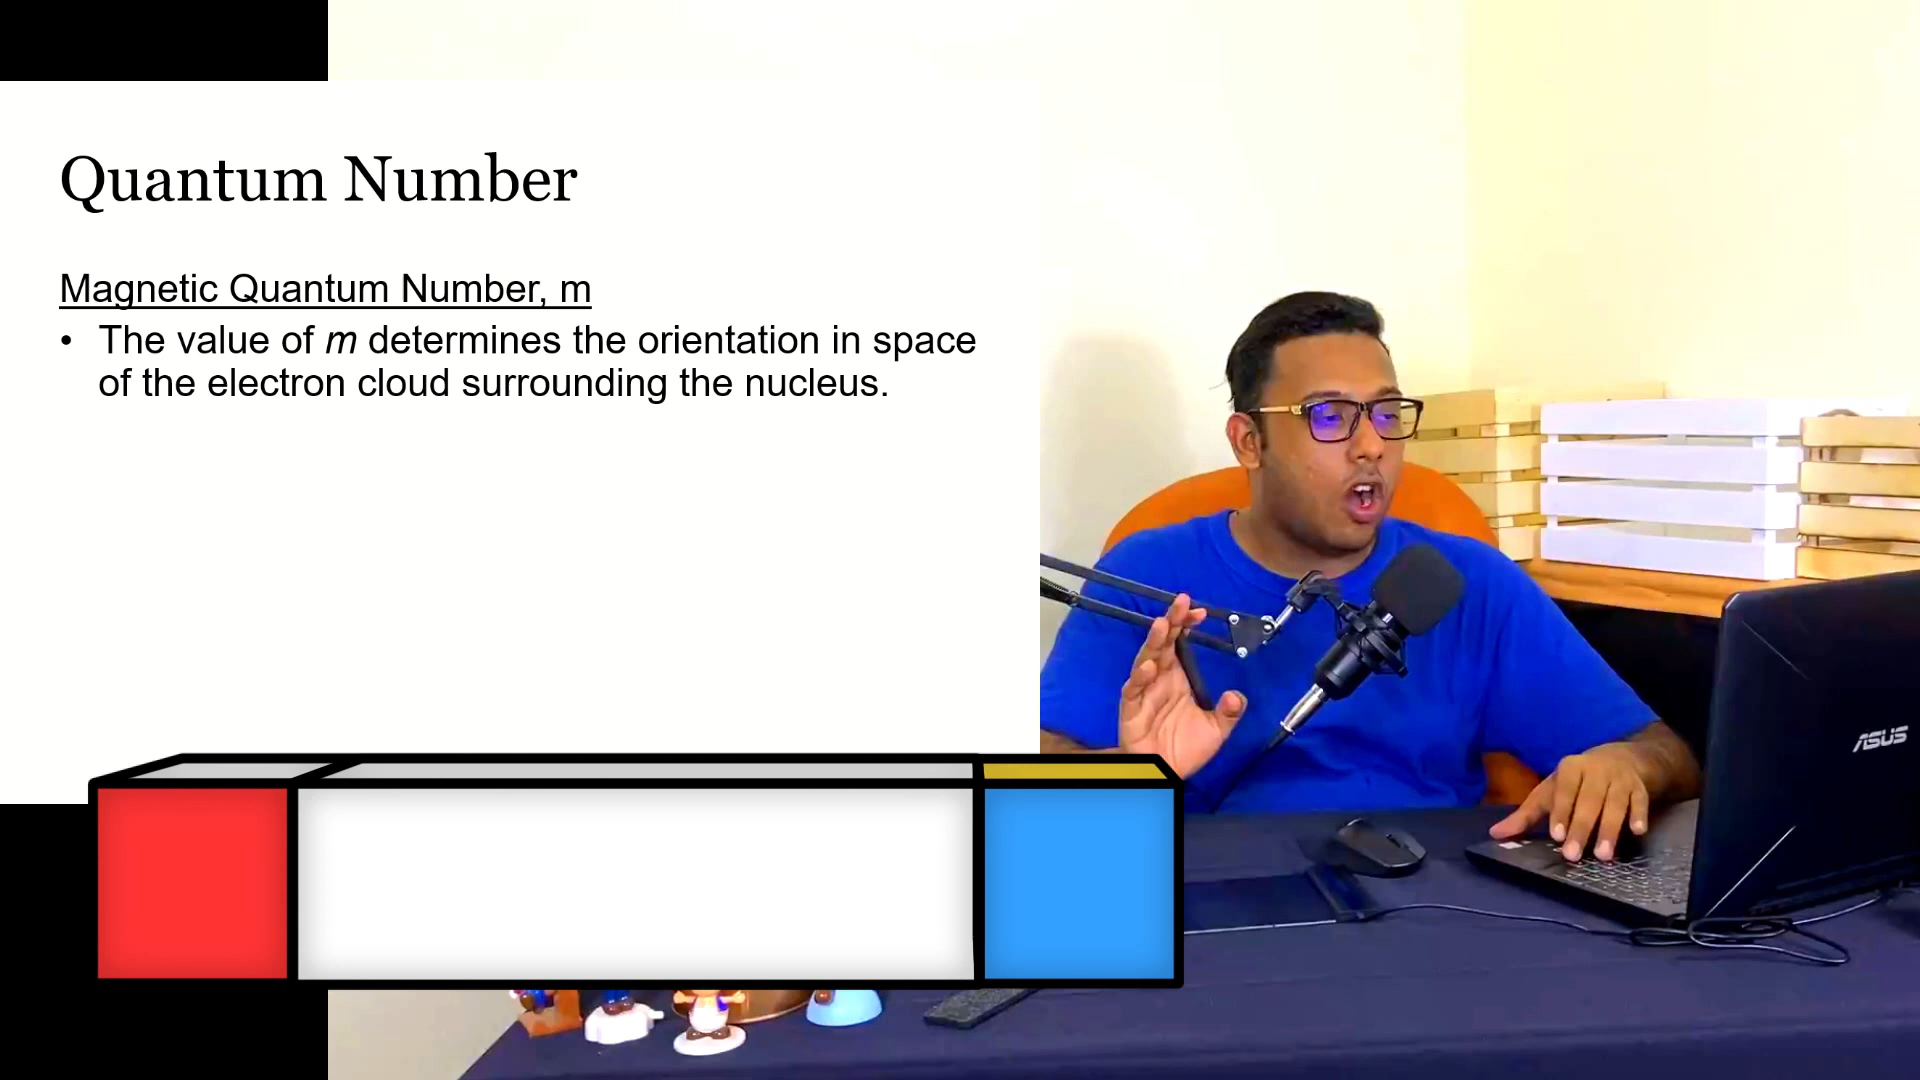 Quantum Number
Magnetic Quantum Number, m
• The value of m determines the orientation in space
of the electron cloud surrounding the nucleus.
ASUS